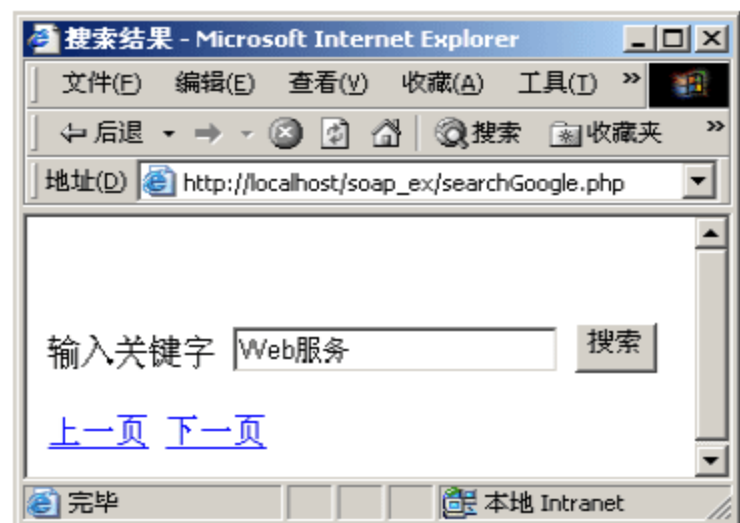 搜索结果 - Microsoft Internet Explorer
文件(F) 编辑(E) 查看(V) 收藏(A) 工具(T) »
后退 搜索 收藏夹 »
地址(D) http://localhost/soap_ex/searchGoogle.php
输入关键字 Web服务 搜索
上一页 下一页
完毕 本地 Intranet